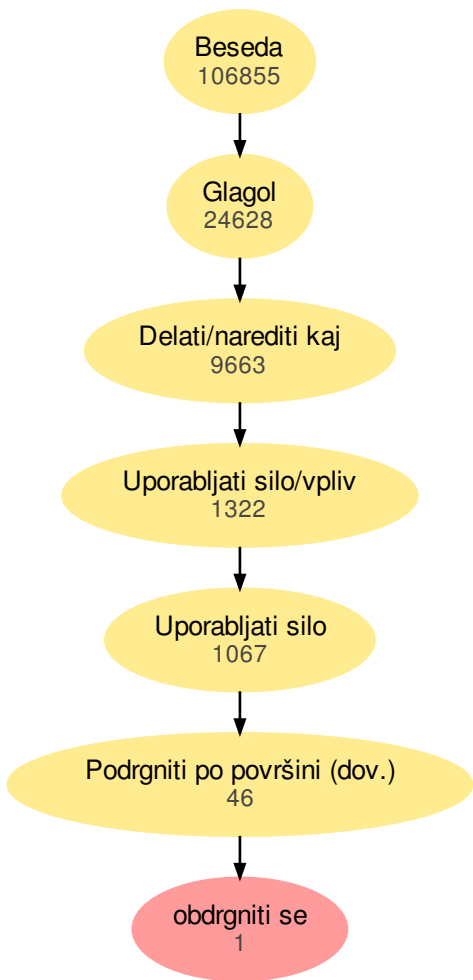 Beseda
106855
Glagol
24628
Delati/narediti kaj
9663
Uporabljati silo/vpliv
1322
Uporabljati silo
1067
Podrgniti po površini (dov.)
46
obdrgniti se
1